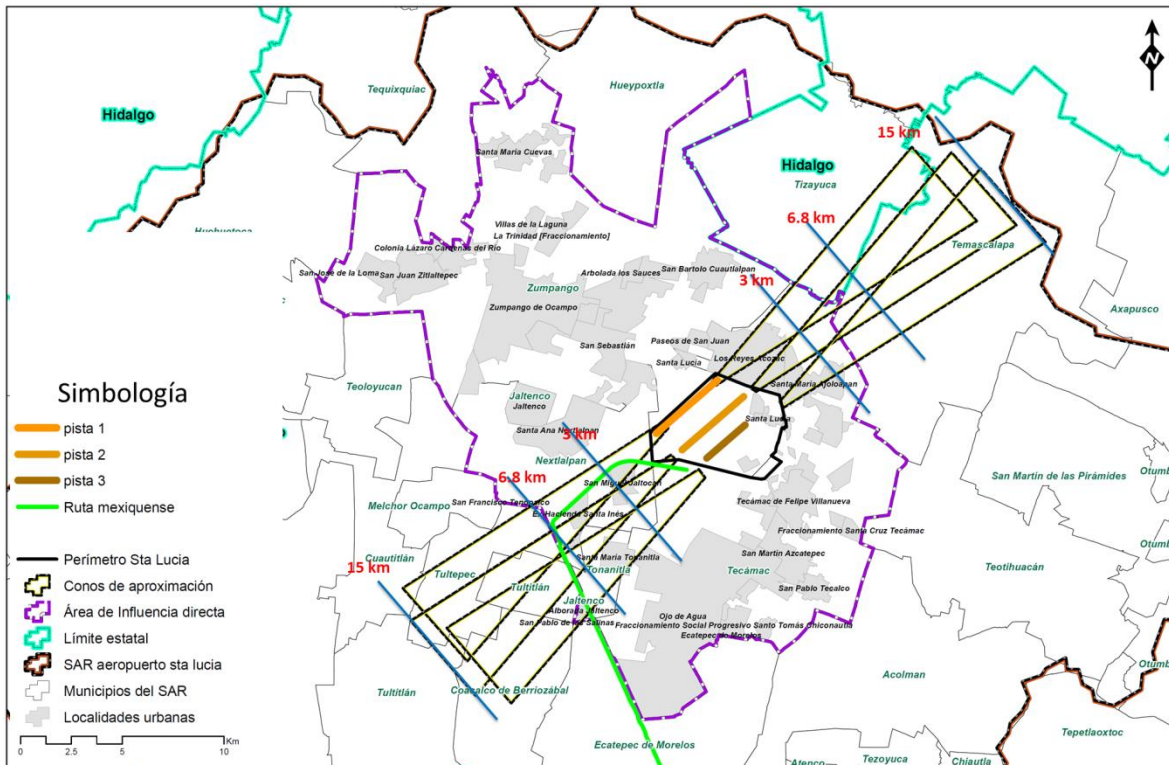 Hidalgo
Tequixquiac
Hueypoxtla
15 km
Santa María Cuevas
Hidalgo
Tizayuca
6.8 km
Huehuetoca
Villas de la Laguna
La Trinidad [Fraccionamiento]
Colonia Lázaro Cárdenas del Río
San Jose de la Loma
San Juan Zitlaltepec
Arbolada los Sauces
San Bartolo Cuautlalpan
Temascalapa
3 km
Zumpango
Zumpango de Ocampo
Axapusco
San Sebastián
Paseos de San Juan
Santa Lucia
Los Reyes Acozac
Santa María Ajoloapan
Teoloyucan
Jaltenco
Jaltenco
Santa Ana Nextlalpan
Santa Lucia
3 km
Nextlalpan
6.8 km
San Miguel Jaltocan
San Martín de las Pirámides
Otumb
Melchor Ocampo
San Francisco Tenopalco
Ex Hacienda Santa Inés
Tecámac de Felipe Villanueva
Fraccionamiento Santa Cruz Tecámac
Cuautitlán
Santa María Tonanitla
San Martín Azcatepec
Otumb
15 km
Tultepec
Tultitlán
Tonanitla
Tecámac
Teotihuacán
San Pablo Tecalco
Jaltenco
Alborada Jaltenco
San Pablo de las Salinas
Ojo de Agua
Fraccionamiento Social Progresivo Santo Tomás Chiconautla
Ecatepec de Morelos
Otumb
Tultitlán
Coacalco de Berriozábal
Acolman
Ecatepec de Morelos
Tepetlaoxtoc
Atenco
Tezoyuca
Chiautla
N
Simbología
pista 1
pista 2
pista 3
Ruta mexiquense
Perímetro Sta Lucia
Conos de aproximación
Área de Influencia directa
Límite estatal
SAR aeropuerto sta lucia
Municipios del SAR
Localidades urbanas
Km
0 2.5 5 10